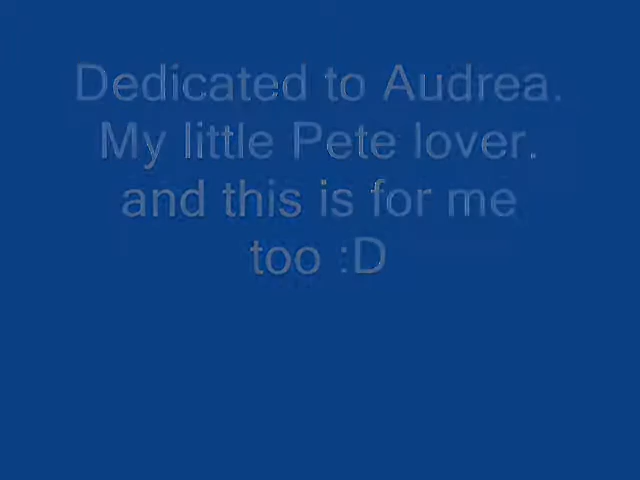 Dedicated to Audrea.
My little Pete lover.
and this is for me
too :D